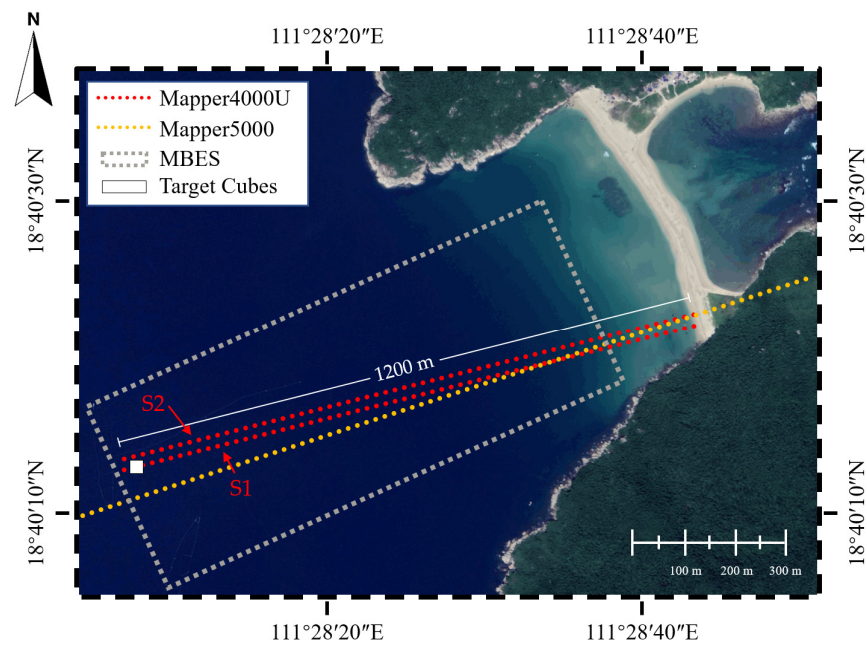 N
111°28′20″E
111°28′40″E
Mapper4000U
Mapper5000
MBES
Target Cubes
18°40′30″N
18°40′30″N
1200 m
S2
S1
18°40′10″N
18°40′10″N
100 m 200 m 300 m
111°28′20″E
111°28′40″E